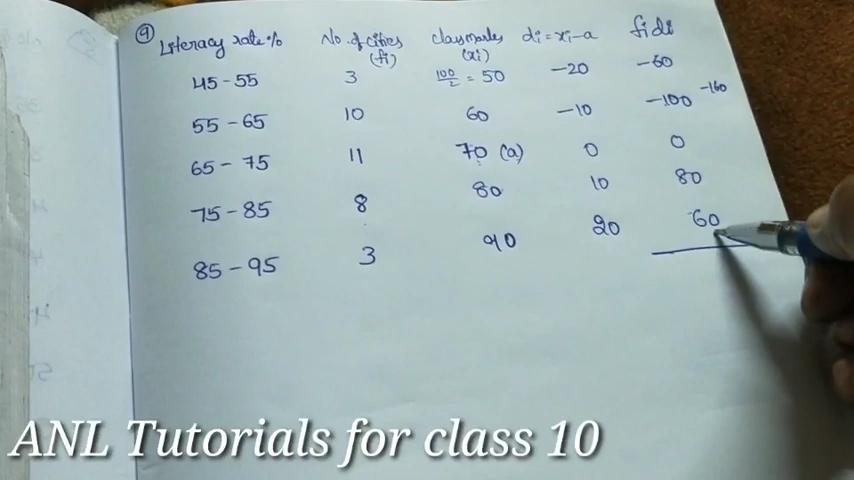 9 Literacy rate% No. of cities (fi) class marks (xi) di = xi-a fidi
45-55 3 100/2 = 50 -20 -60
55-65 10 60 -10 -100 -160
65-75 11 70 (a) 0 0
75-85 8 80 10 80
85-95 3 90 20 60
ANL Tutorials for class 10